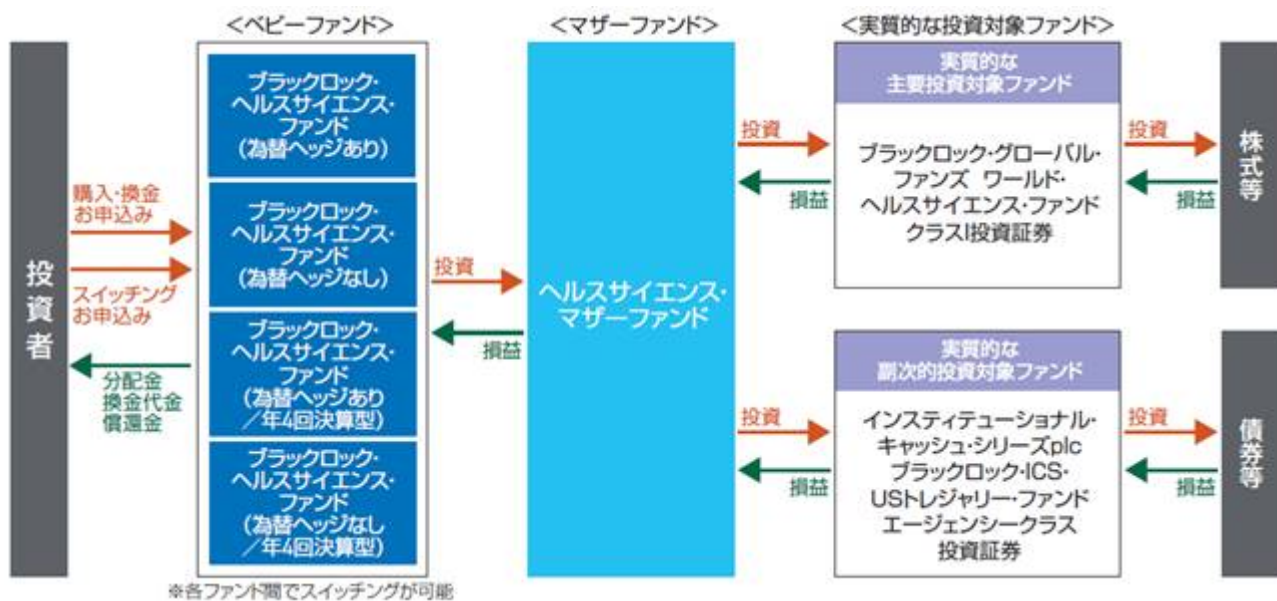 <ベビーファンド>
<マザーファンド>
<実質的な投資対象ファンド>
投資者
購入・換金
お申込み
スイッチング
お申込み
分配金
換金代金
償還金
ブラックロック・
ヘルスサイエンス・
ファンド
(為替ヘッジあり)
ブラックロック・
ヘルスサイエンス・
ファンド
(為替ヘッジなし)
ブラックロック・
ヘルスサイエンス・
ファンド
(為替ヘッジあり
/年4回決算型)
ブラックロック・
ヘルスサイエンス・
ファンド
(為替ヘッジなし
/年4回決算型)
※各ファンド間でスイッチングが可能
投資
損益
ヘルスサイエンス・
マザーファンド
投資
損益
実質的な
主要投資対象ファンド
ブラックロック・グローバル・
ファンズ ワールド・
ヘルスサイエンス・ファンド
クラスI投資証券
投資
損益
株式等
投資
損益
実質的な
副次的投資対象ファンド
インスティテューショナル・
キャッシュ・シリーズplc
ブラックロック・ICS・
USトレジャリー・ファンド
エージェンシークラス
投資証券
投資
損益
債券等